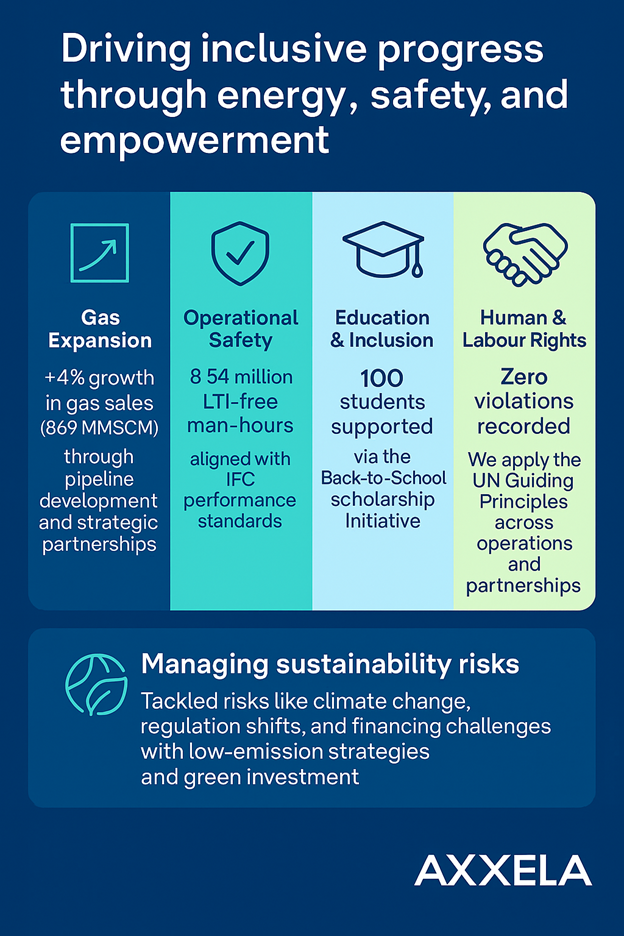 Driving inclusive progress
through energy, safety, and
empowerment
Gas
Expansion
+4% growth
in gas sales
(869 MMSCM)
through
pipeline
development
and strategic
partnerships
Operational
Safety
8 54 million
LTI-free
man-hours
aligned with
IFC
performance
standards
Education
& Inclusion
100
students
supported
via the
Back-to-School
scholarship
Initiative
Human &
Labour Rights
Zero
violations
recorded
We apply the
UN Guiding
Principles
across
operations
and
partnerships
Managing sustainability risks
Tackled risks like climate change,
regulation shifts, and financing challenges
with low-emission strategies
and green investment
AXXELA